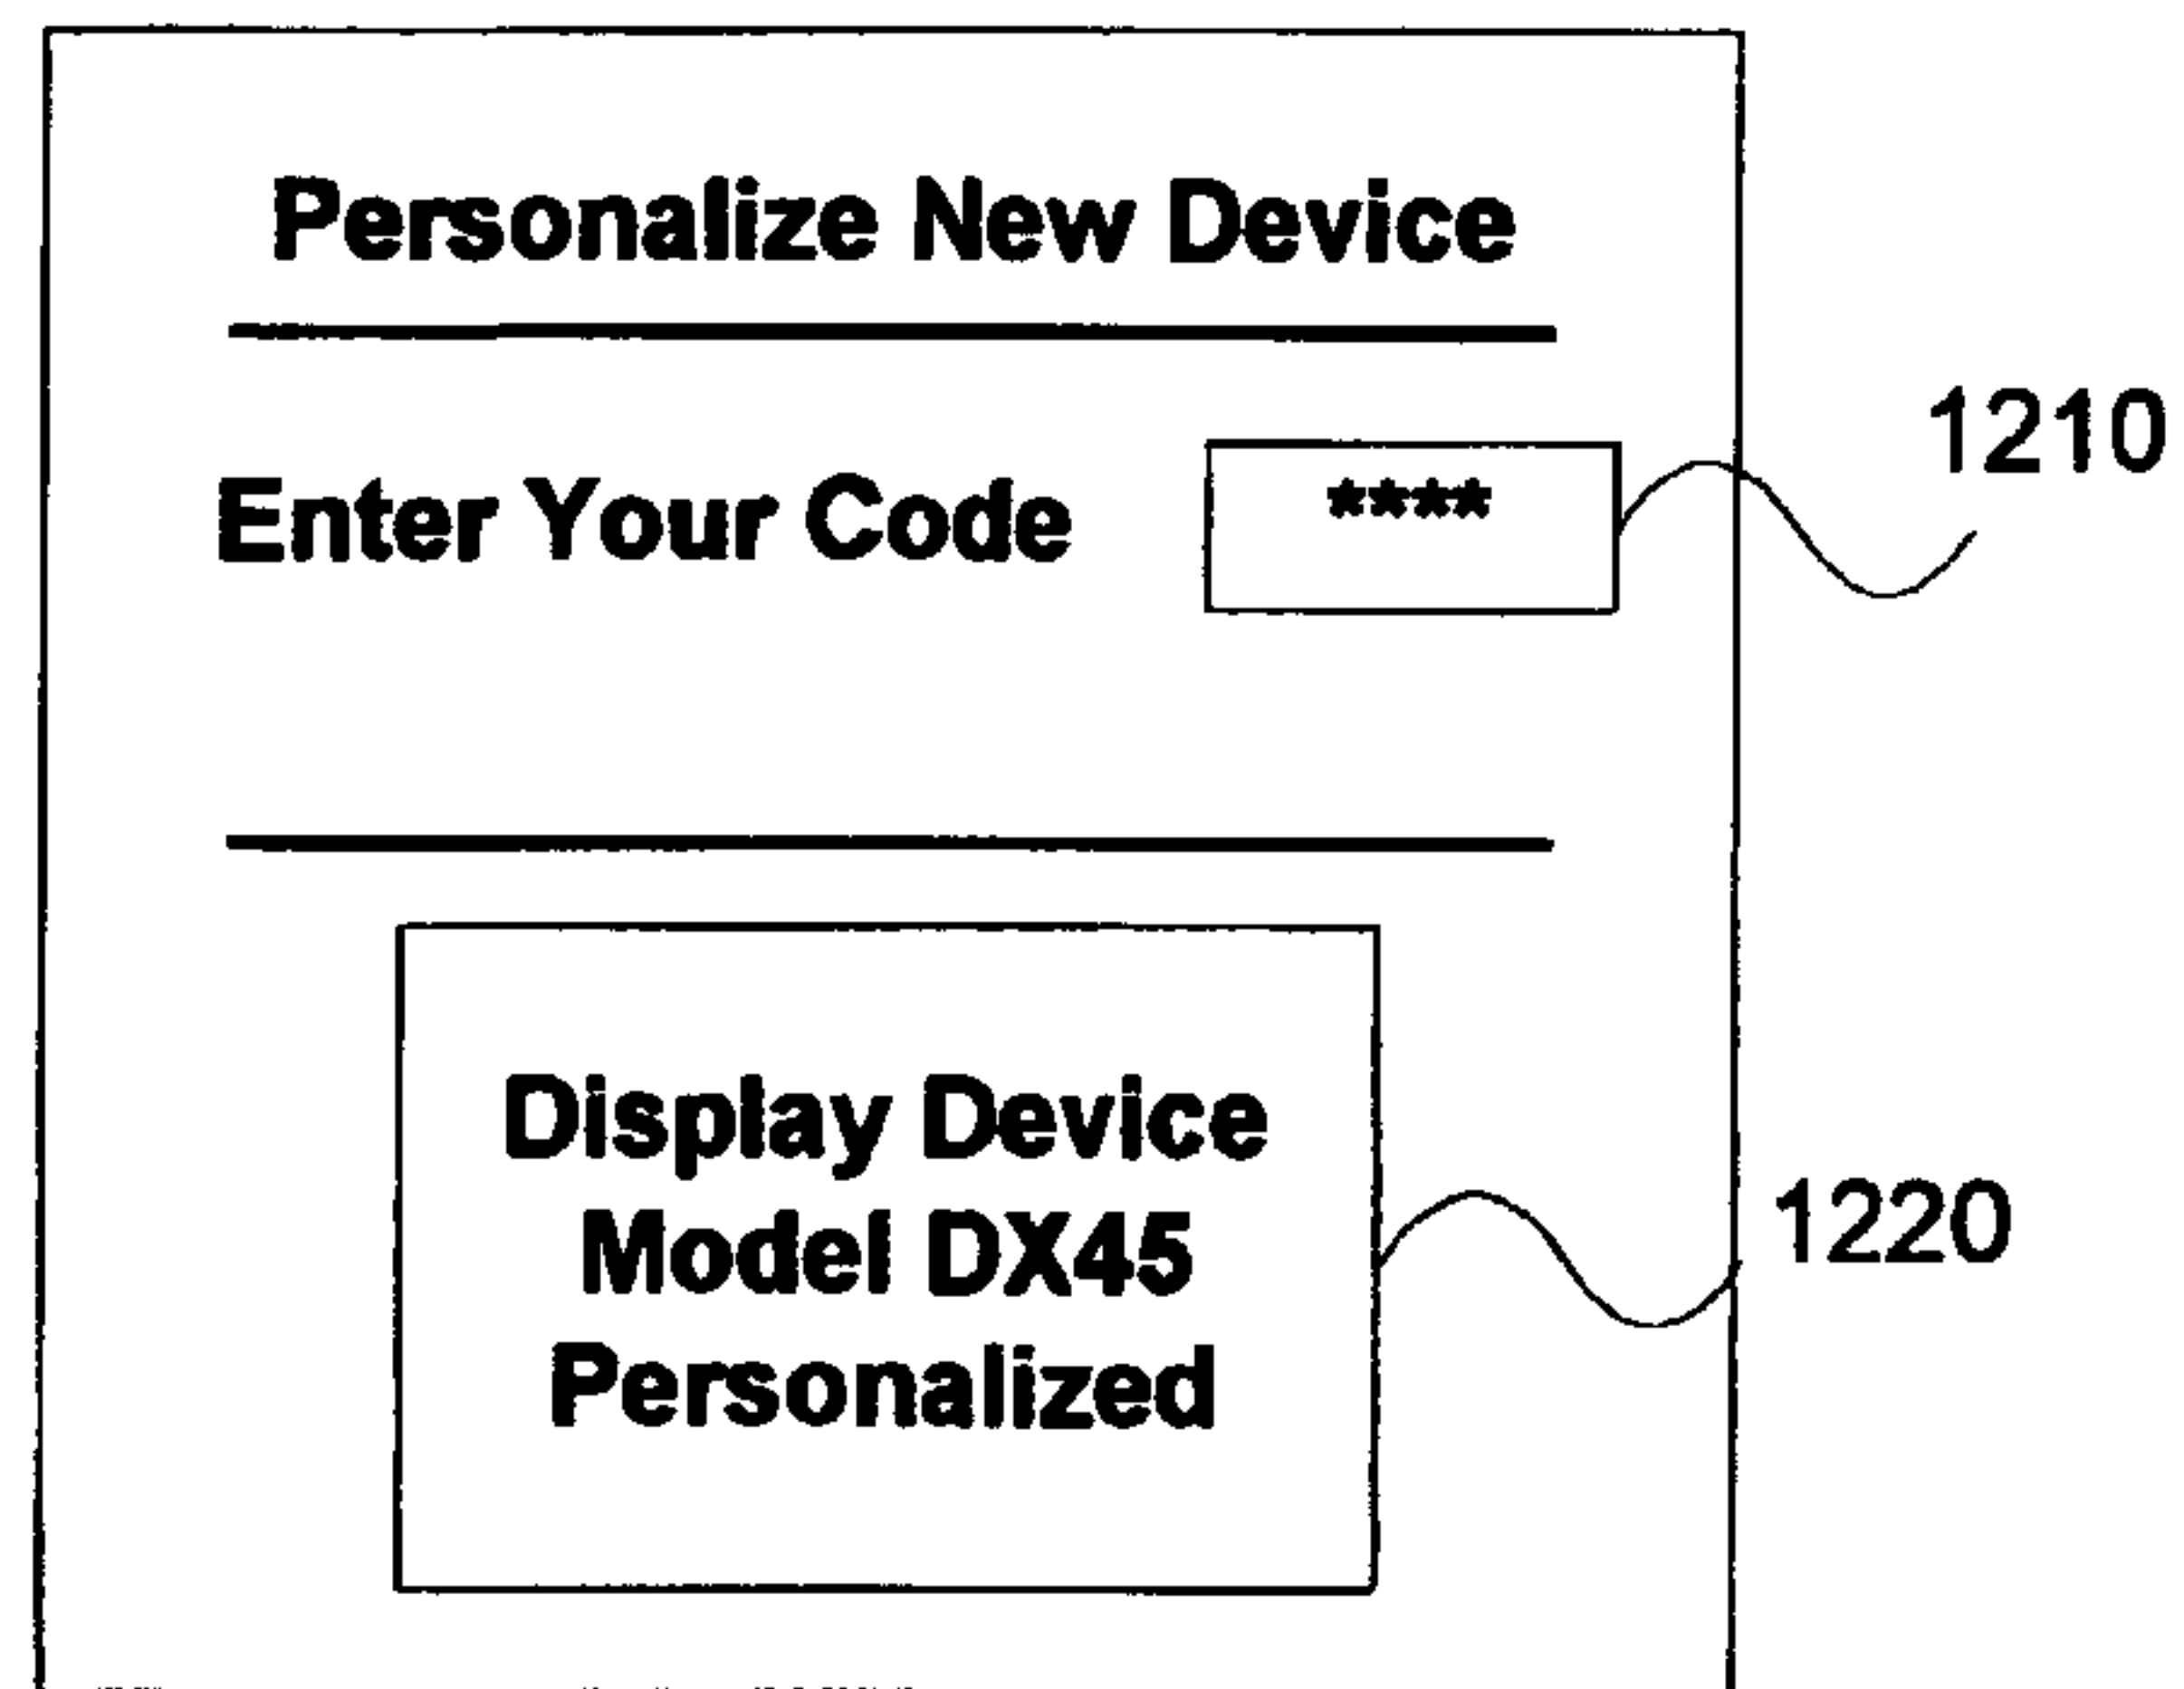 Personalize New Device
1210
Enter Your Code ****
Display Device
Model DX45
Personalized
1220